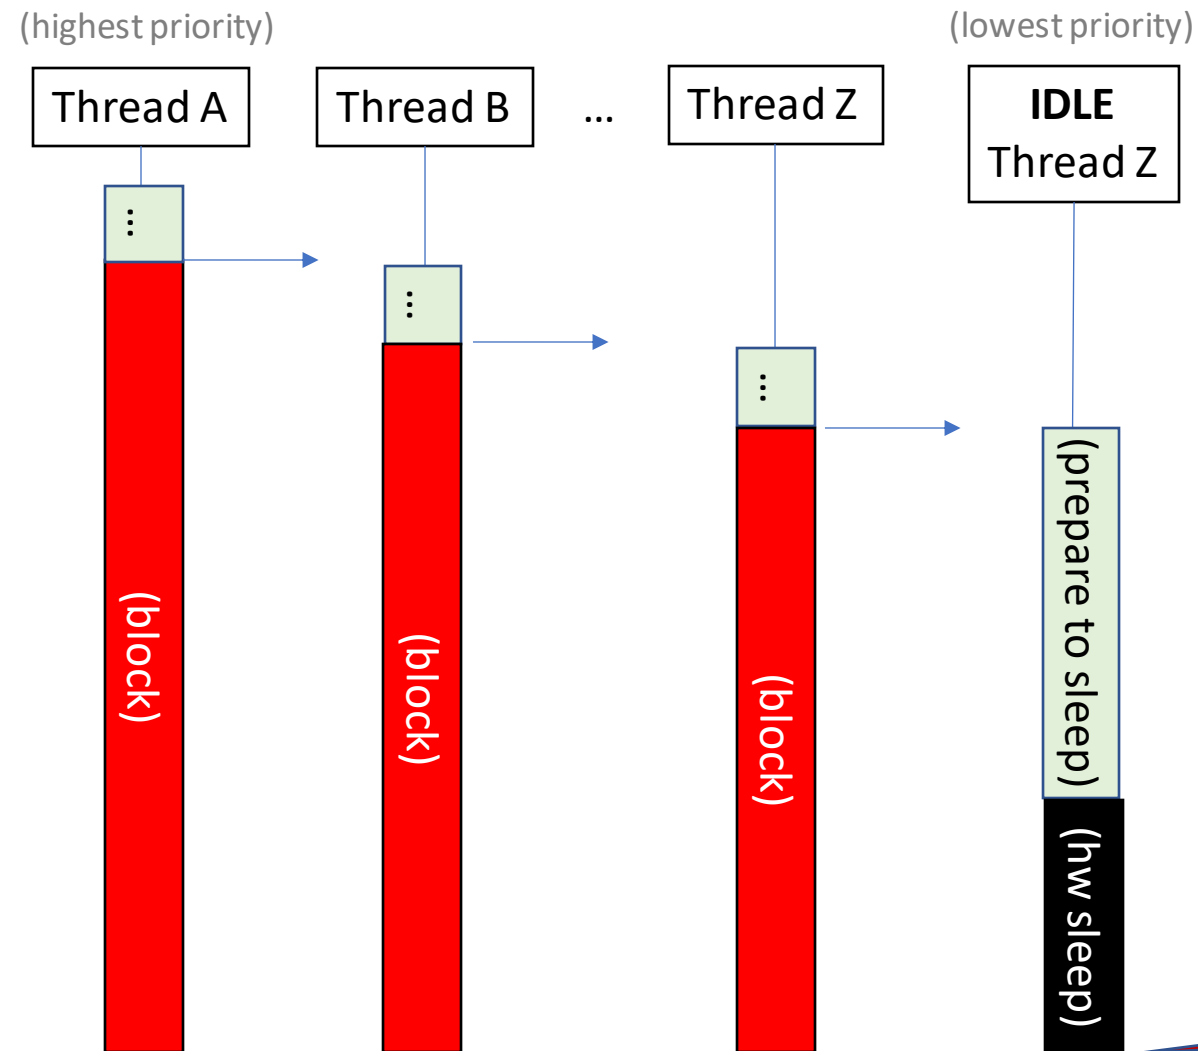 (highest priority)
(lowest priority)
Thread A
Thread B
...
Thread Z
IDLE
Thread Z
...
...
...
(block)
(block)
(block)
(prepare to sleep)
(hw sleep)